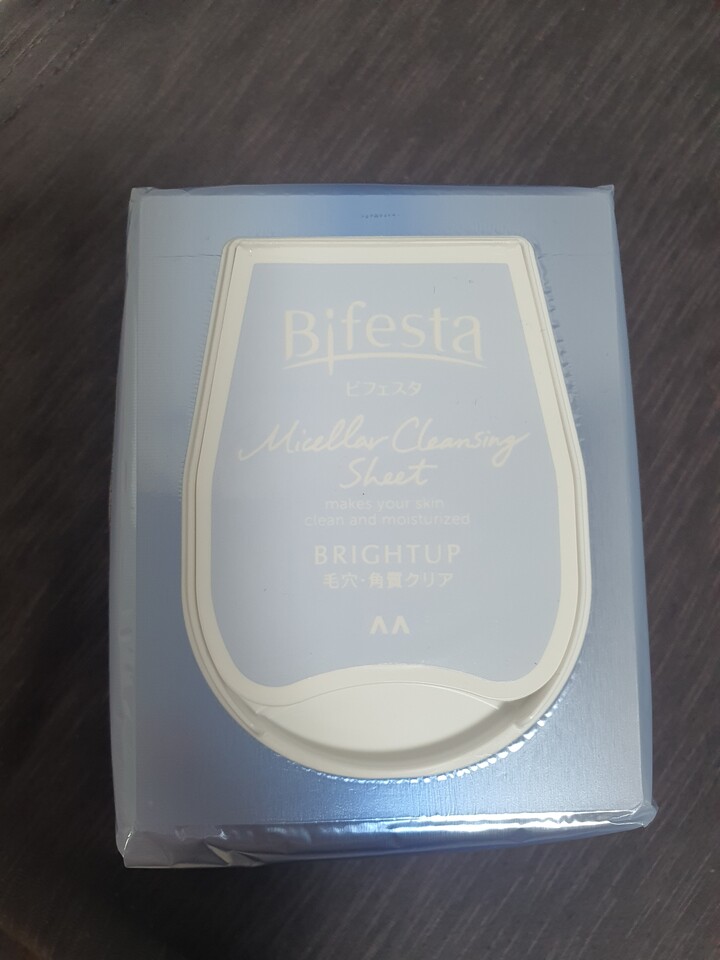 Bifesta
ビフェスタ
Micellar Cleansing
Sheet
makes your skin
clean and moisturized
BRIGHTUP
毛穴・角質クリア